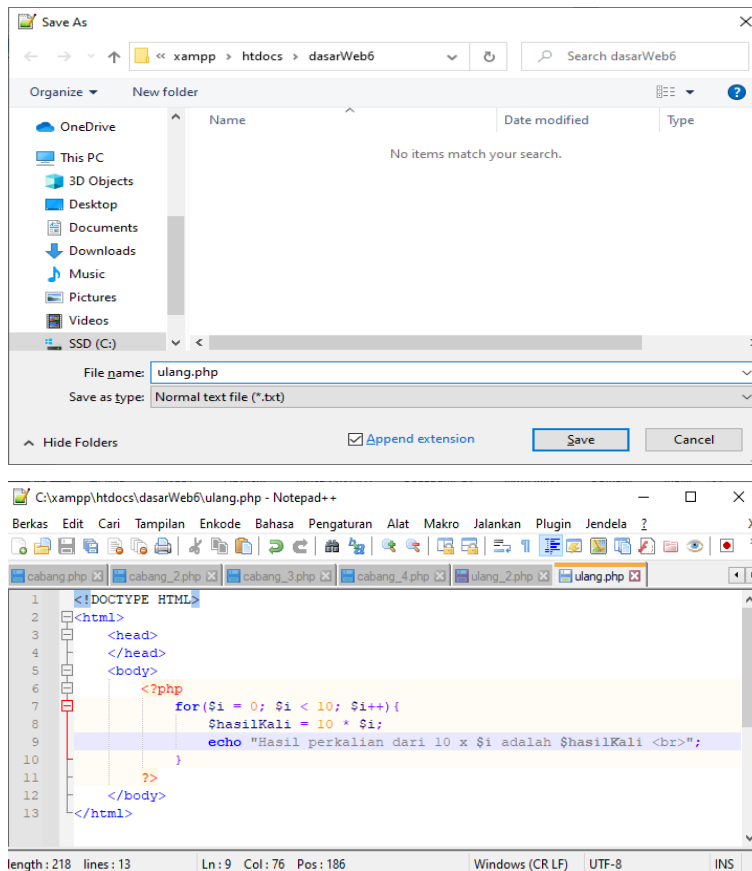 Save As
« xampp › htdocs › dasarWeb6
Search dasarWeb6
Organize
New folder
Name Date modified Type
No items match your search.
OneDrive
This PC
3D Objects
Desktop
Documents
Downloads
Music
Pictures
Videos
SSD (C:)
File name: ulang.php
Save as type: Normal text file (*.txt)
Hide Folders
Append extension
Save
Cancel
C:\xampp\htdocs\dasarWeb6\ulang.php - Notepad++
Berkas Edit Cari Tampilan Enkode Bahasa Pengaturan Alat Makro Jalankan Plugin Jendela ?
cabang.php cabang_2.php cabang_3.php cabang_4.php ulang_2.php ulang.php
1 <!DOCTYPE HTML>
2 <html>
3 <head>
4 </head>
5 <body>
6 <?php
7 for($i = 0; $i < 10; $i++){
8 $hasilKali = 10 * $i;
9 echo "Hasil perkalian dari 10 x $i adalah $hasilKali <br>";
10 }
11 ?>
12 </body>
13 </html>
length : 218 lines : 13 Ln : 9 Col : 76 Pos : 186 Windows (CR LF) UTF-8 INS